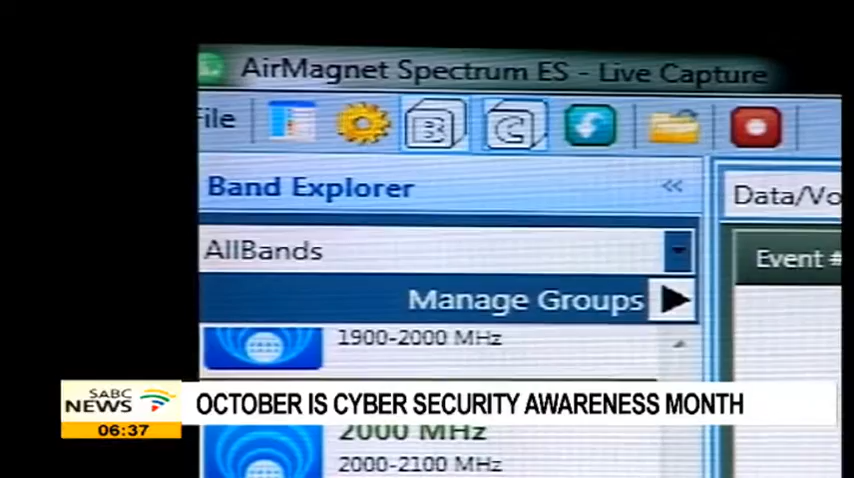 AirMagnet Spectrum ES - Live Capture
File
B C
Band Explorer
«
Data/Vo
AllBands
Event #
Manage Groups
1900-2000 MHz
SABC
NEWS
06:37
OCTOBER IS CYBER SECURITY AWARENESS MONTH
2000 MHz
2000-2100 MHz